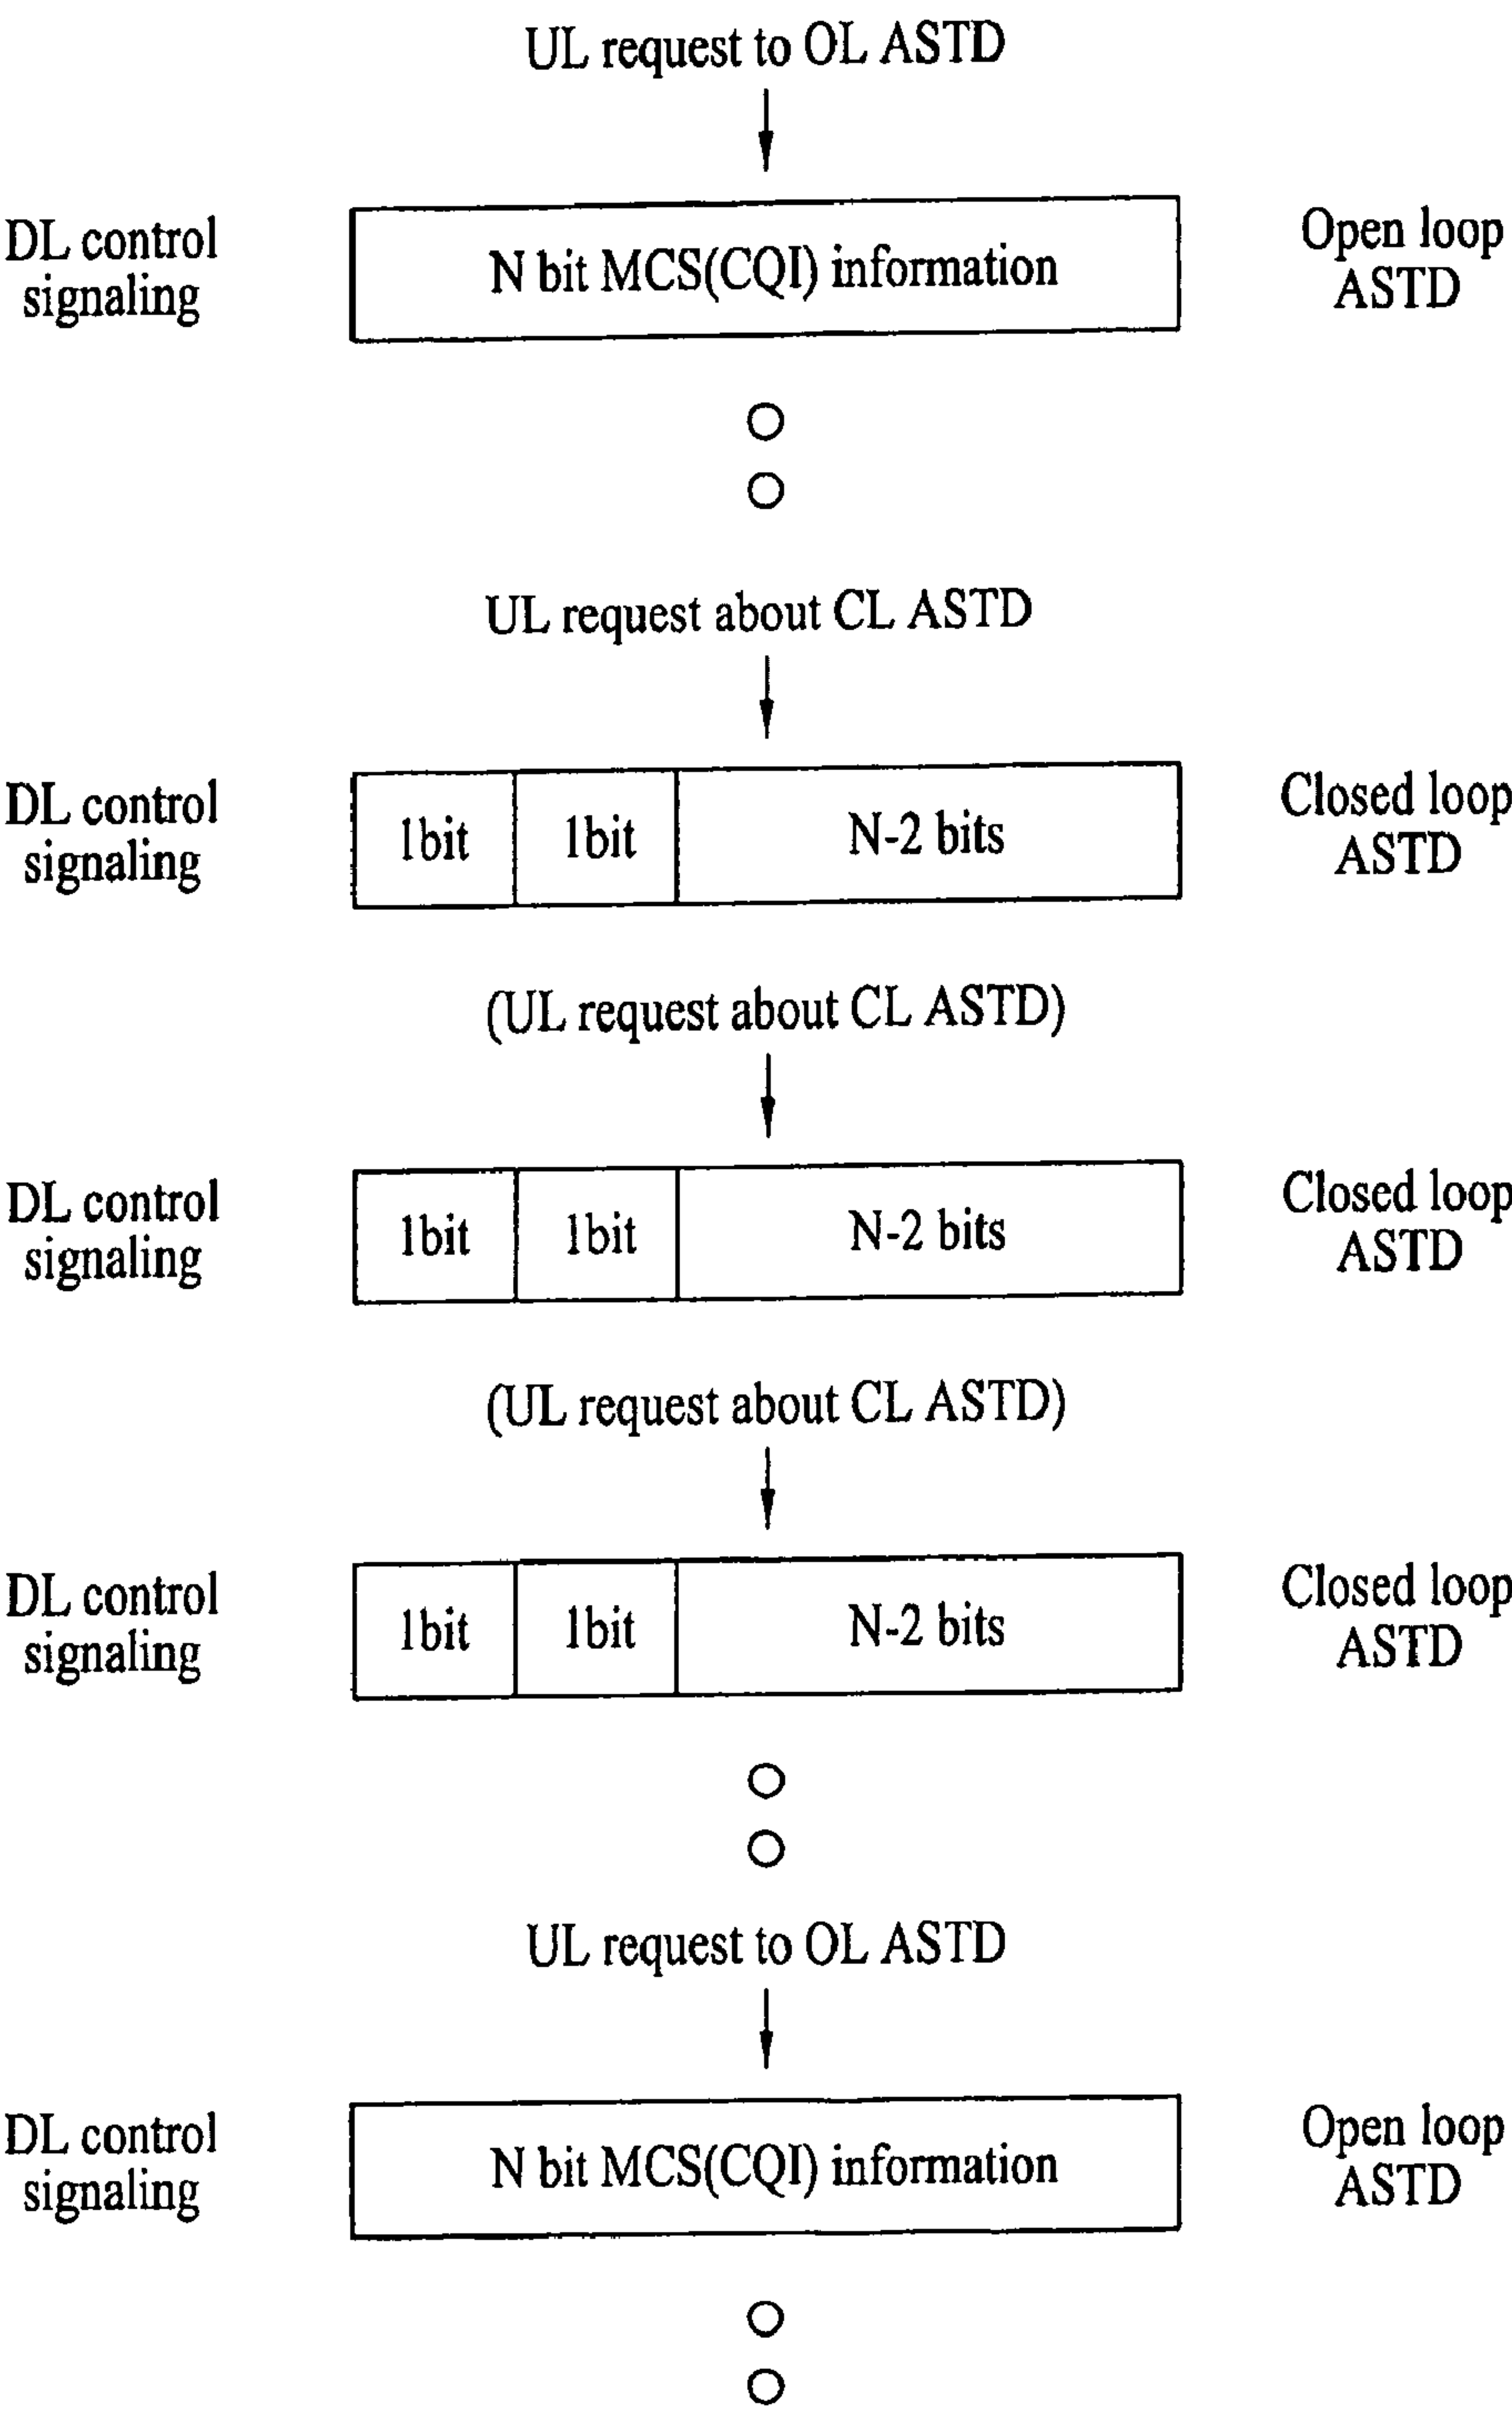 UL request to OL ASTD
DL control
signaling
N bit MCS(CQI) information
Open loop
ASTD
UL request about CL ASTD
DL control
signaling
1bit
1bit
N-2 bits
Closed loop
ASTD
(UL request about CL ASTD)
DL control
signaling
1bit
1bit
N-2 bits
Closed loop
ASTD
(UL request about CL ASTD)
DL control
signaling
1bit
1bit
N-2 bits
Closed loop
ASTD
UL request to OL ASTD
DL control
signaling
N bit MCS(CQI) information
Open loop
ASTD